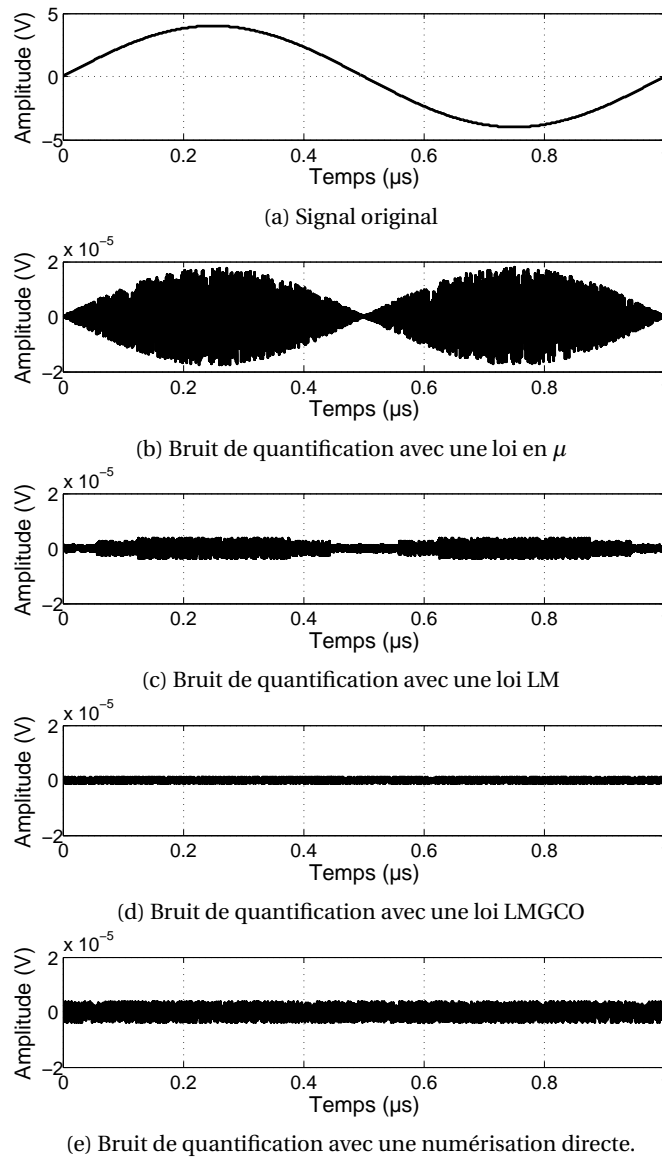 5
0
−5
Amplitude (V)
0 0.2 0.4 0.6 0.8
Temps (µs)
(a) Signal original
x 10⁻⁵
2
0
−2
Amplitude (V)
0 0.2 0.4 0.6 0.8
Temps (µs)
(b) Bruit de quantification avec une loi en μ
x 10⁻⁵
2
0
−2
Amplitude (V)
0 0.2 0.4 0.6 0.8
Temps (µs)
(c) Bruit de quantification avec une loi LM
x 10⁻⁵
2
0
−2
Amplitude (V)
0 0.2 0.4 0.6 0.8
Temps (µs)
(d) Bruit de quantification avec une loi LMGCO
x 10⁻⁵
2
0
−2
Amplitude (V)
0 0.2 0.4 0.6 0.8
Temps (µs)
(e) Bruit de quantification avec une numérisation directe.